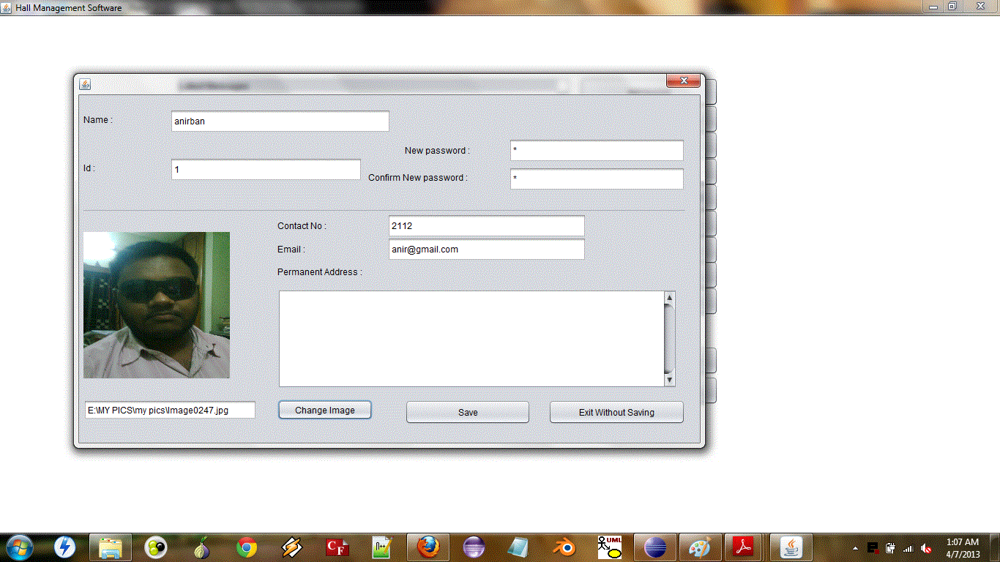 Hall Management Software
Name :
anirban
New password :
*
Id :
1
Confirm New password :
*
Contact No :
2112
Email :
anir@gmail.com
Permanent Address :
E:\MY PICS\my pics\Image0247.jpg
Change Image
Save
Exit Without Saving
CF
n++
UML
1:07 AM
4/7/2013